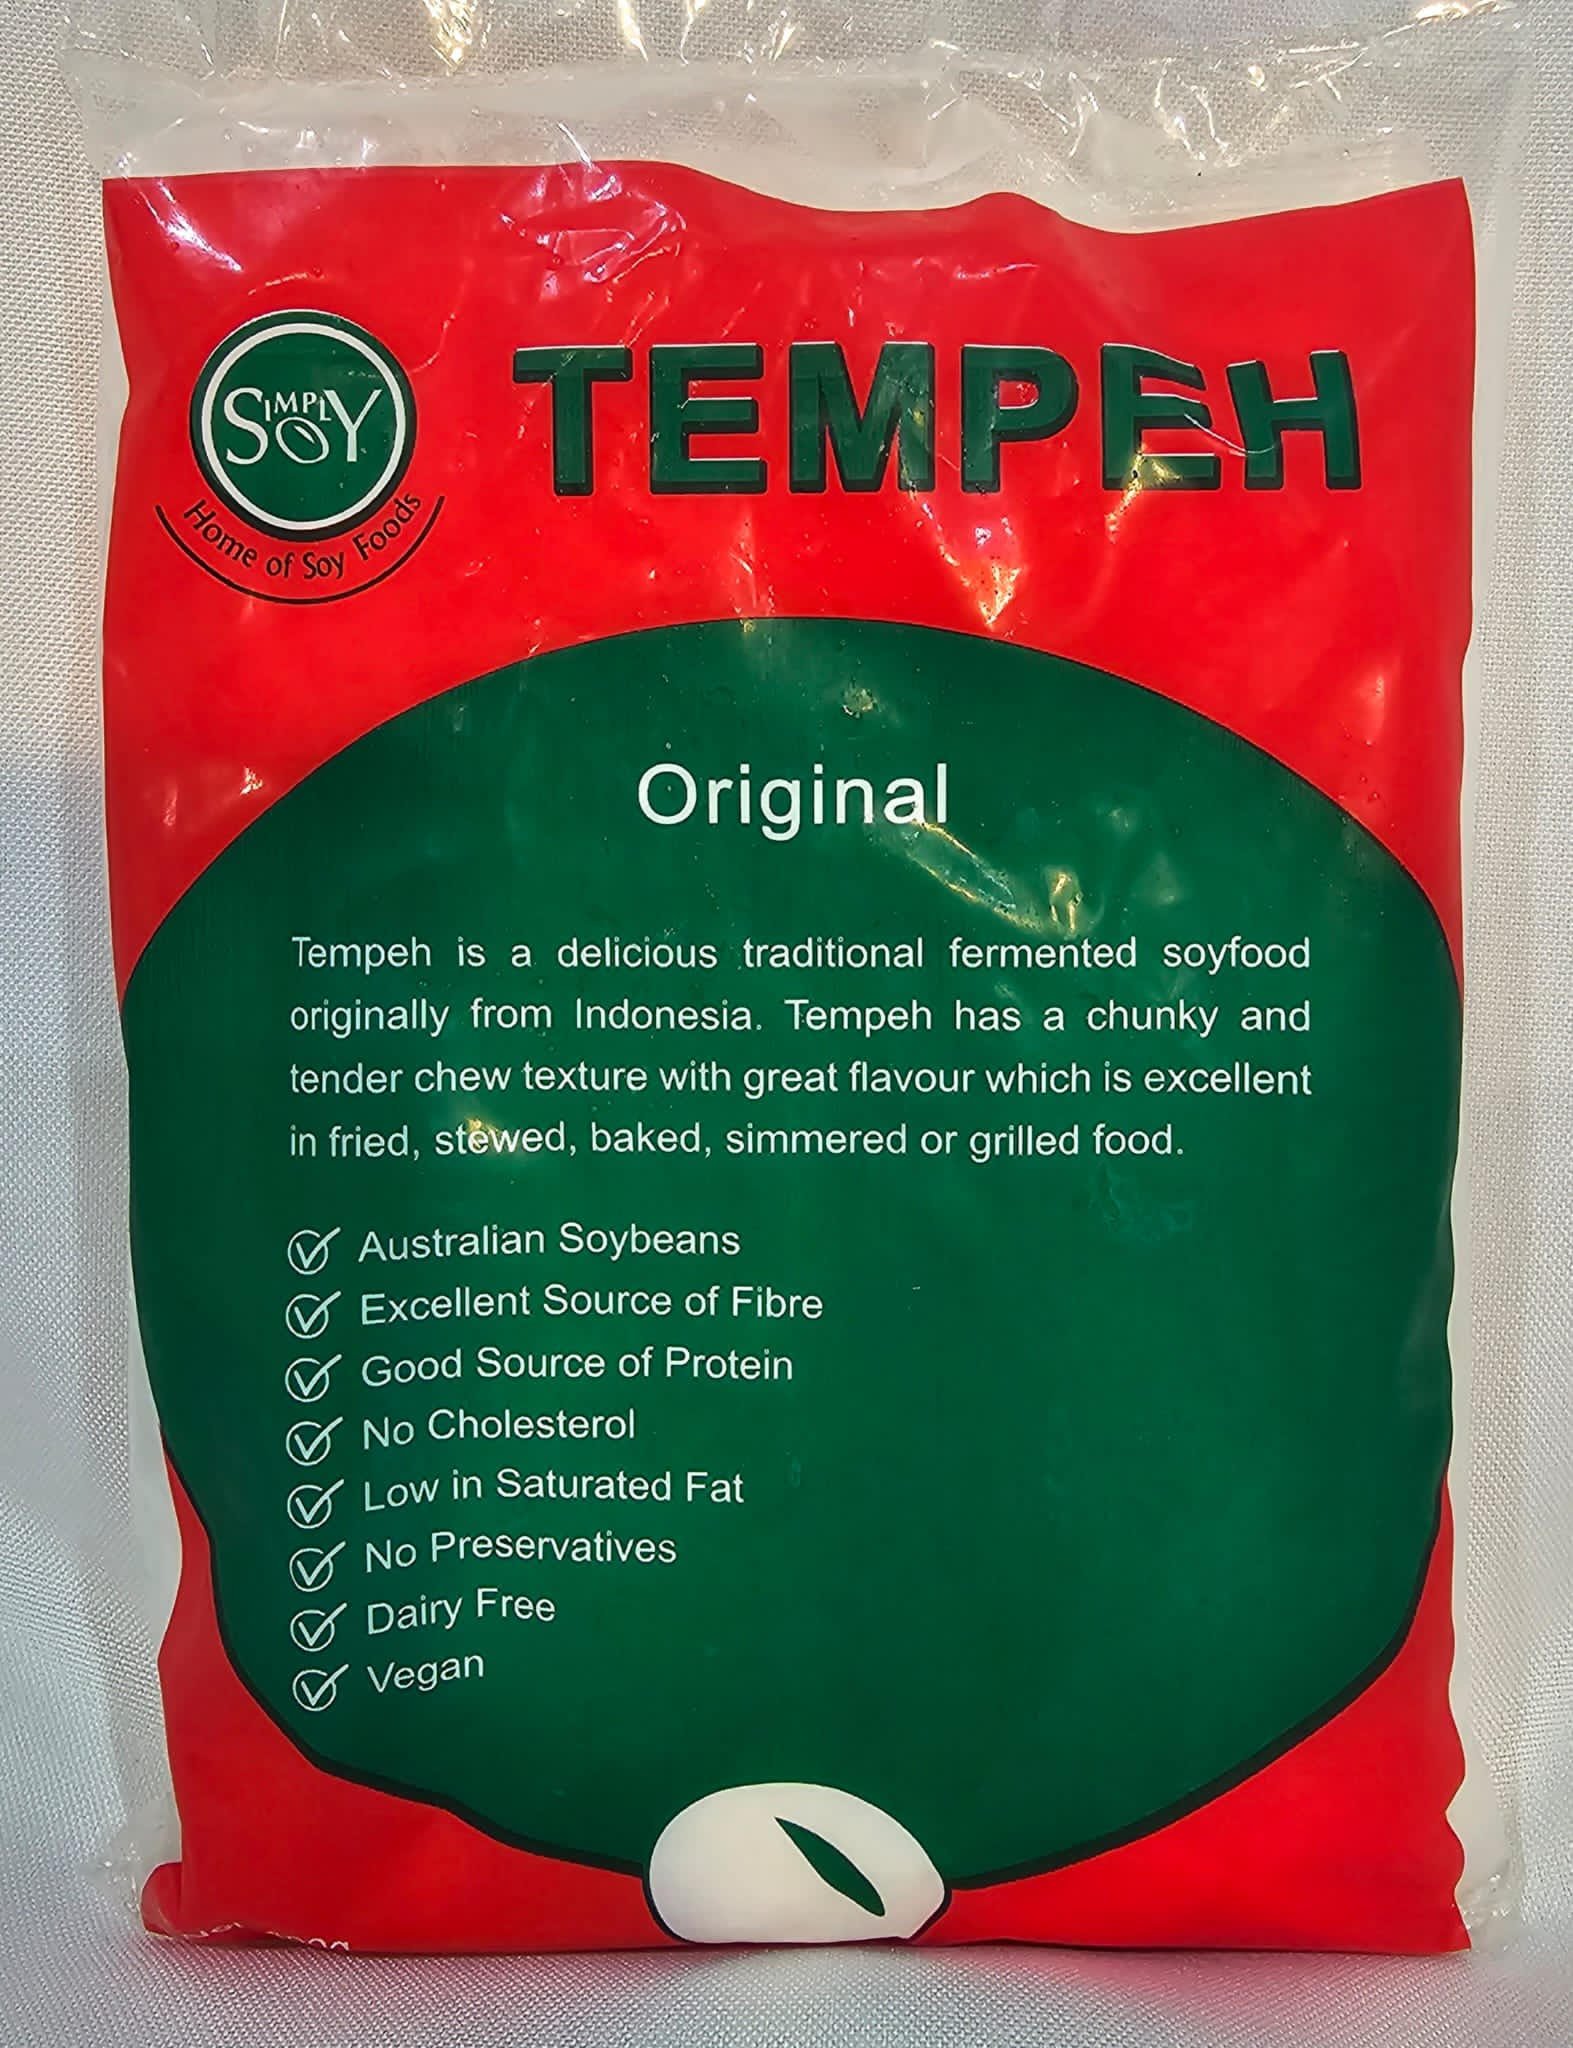 SIMPLY SOY
Home of Soy Foods
TEMPEH
Original
Tempeh is a delicious traditional fermented soyfood
originally from Indonesia. Tempeh has a chunky and
tender chew texture with great flavour which is excellent
in fried, stewed, baked, simmered or grilled food.
Australian Soybeans
Excellent Source of Fibre
Good Source of Protein
No Cholesterol
Low in Saturated Fat
No Preservatives
Dairy Free
Vegan